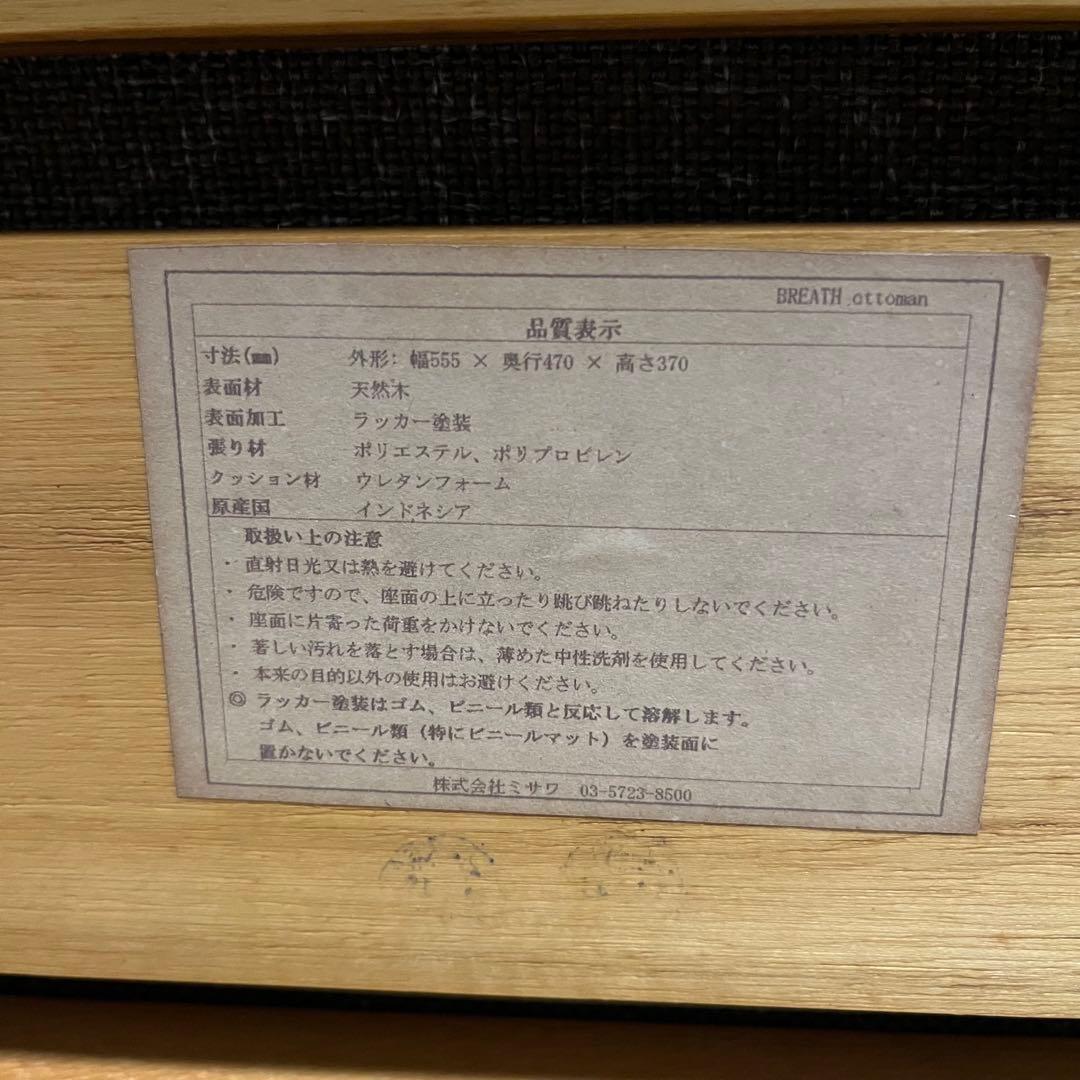 BREATH ottoman
品質表示
寸法(mm) 外形: 幅555 × 奥行470 × 高さ370
表面材 天然木
表面加工 ラッカー塗装
張り材 ポリエステル、ポリプロピレン
クッション材 ウレタンフォーム
原産国 インドネシア
取扱い上の注意
・ 直射日光又は熱を避けてください。
・ 危険ですので、座面の上に立ったり跳び跳ねたりしないでください。
・ 座面に片寄った荷重をかけないでください。
・ 著しい汚れを落とす場合は、薄めた中性洗剤を使用してください。
・ 本来の目的以外の使用はお避けください。
◎ ラッカー塗装はゴム、ビニール類と反応して溶解します。
ゴム、ビニール類(特にビニールマット)を塗装面に
置かないでください。
株式会社ミサワ 03-5723-8500